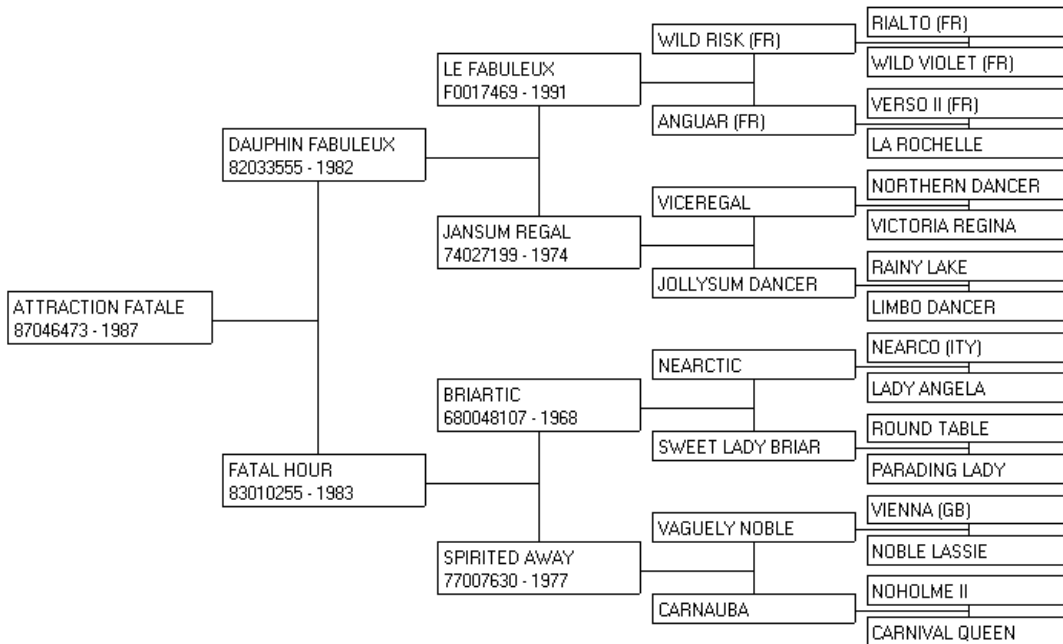 RIALTO (FR)
WILD RISK (FR)
WILD VIOLET (FR)
LE FABULEUX
F0017469 - 1991
VERSO II (FR)
ANGUAR (FR)
LA ROCHELLE
DAUPHIN FABULEUX
82033555 - 1982
NORTHERN DANCER
VICEREGAL
VICTORIA REGINA
JANSUM REGAL
74027199 - 1974
RAINY LAKE
JOLLYSUM DANCER
LIMBO DANCER
ATTRACTION FATALE
87046473 - 1987
NEARCO (ITY)
NEARCTIC
LADY ANGELA
BRIARTIC
680048107 - 1968
ROUND TABLE
SWEET LADY BRIAR
PARADING LADY
FATAL HOUR
83010255 - 1983
VIENNA (GB)
VAGUELY NOBLE
NOBLE LASSIE
SPIRITED AWAY
77007630 - 1977
NOHOLME II
CARNAUBA
CARNIVAL QUEEN